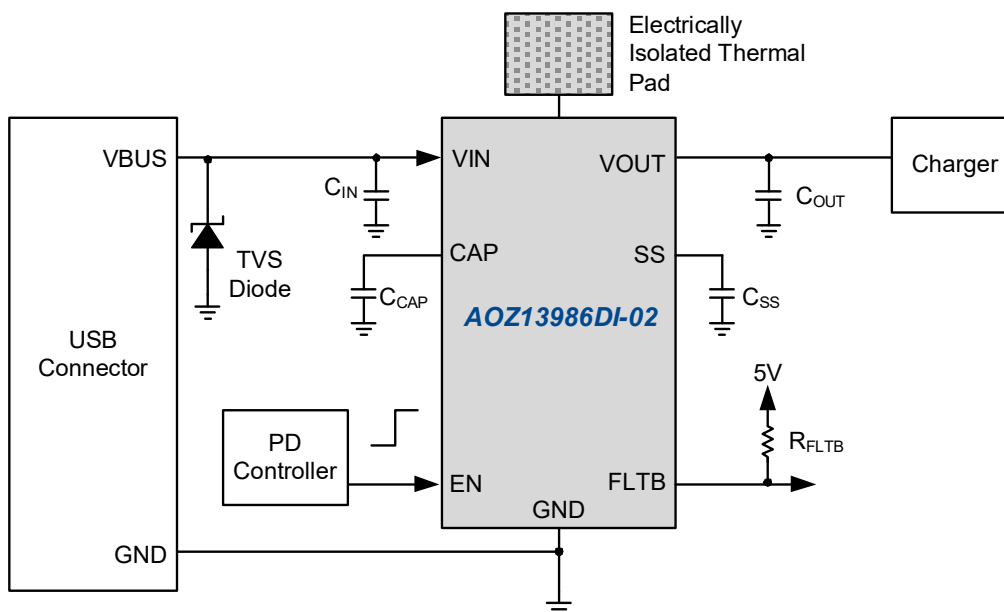 Electrically
Isolated Thermal
Pad
VBUS
VIN
VOUT
Charger
CIN
COUT
TVS
Diode
CAP
SS
CCAP
CSS
AOZ13986DI-02
USB
Connector
5V
RFLTB
PD
Controller
EN
FLTB
GND
GND